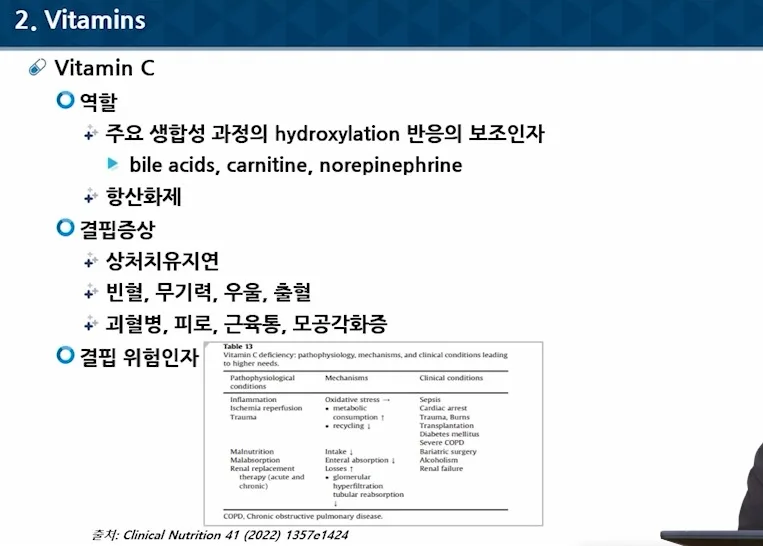 2. Vitamins
Vitamin C
역할
주요 생합성 과정의 hydroxylation 반응의 보조인자
bile acids, carnitine, norepinephrine
항산화제
결핍증상
상처치유지연
빈혈, 무기력, 우울, 출혈
괴혈병, 피로, 근육통, 모공각화증
결핍 위험인자
Table 13
Vitamin C deficiency: pathophysiology, mechanisms, and clinical conditions leading
to higher needs.
Pathophysiological Mechanisms Clinical conditions
conditions
Inflammation Oxidative stress → Sepsis
Ischemia reperfusion • metabolic Cardiac arrest
Trauma consumption ↑ Trauma, Burns
• recycling ↓ Transplantation
Diabetes mellitus
Severe COPD
Malnutrition Intake ↓ Bariatric surgery
Malabsorption Enteral absorption ↓ Alcoholism
Renal replacement Losses ↑ Renal failure
therapy (acute and • glomerular
chronic) hyperfiltration
tubular reabsorption
↓
COPD, Chronic obstructive pulmonary disease.
출처: Clinical Nutrition 41 (2022) 1357e1424